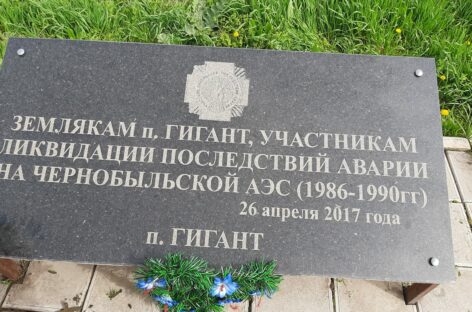 ЗЕМЛЯКАМ п. ГИГАНТ, УЧАСТНИКАМ
ЛИКВИДАЦИИ ПОСЛЕДСТВИЙ АВАРИИ
НА ЧЕРНОБЫЛЬСКОЙ АЭС (1986-1990гг)
26 апреля 2017 года
п. ГИГАНТ